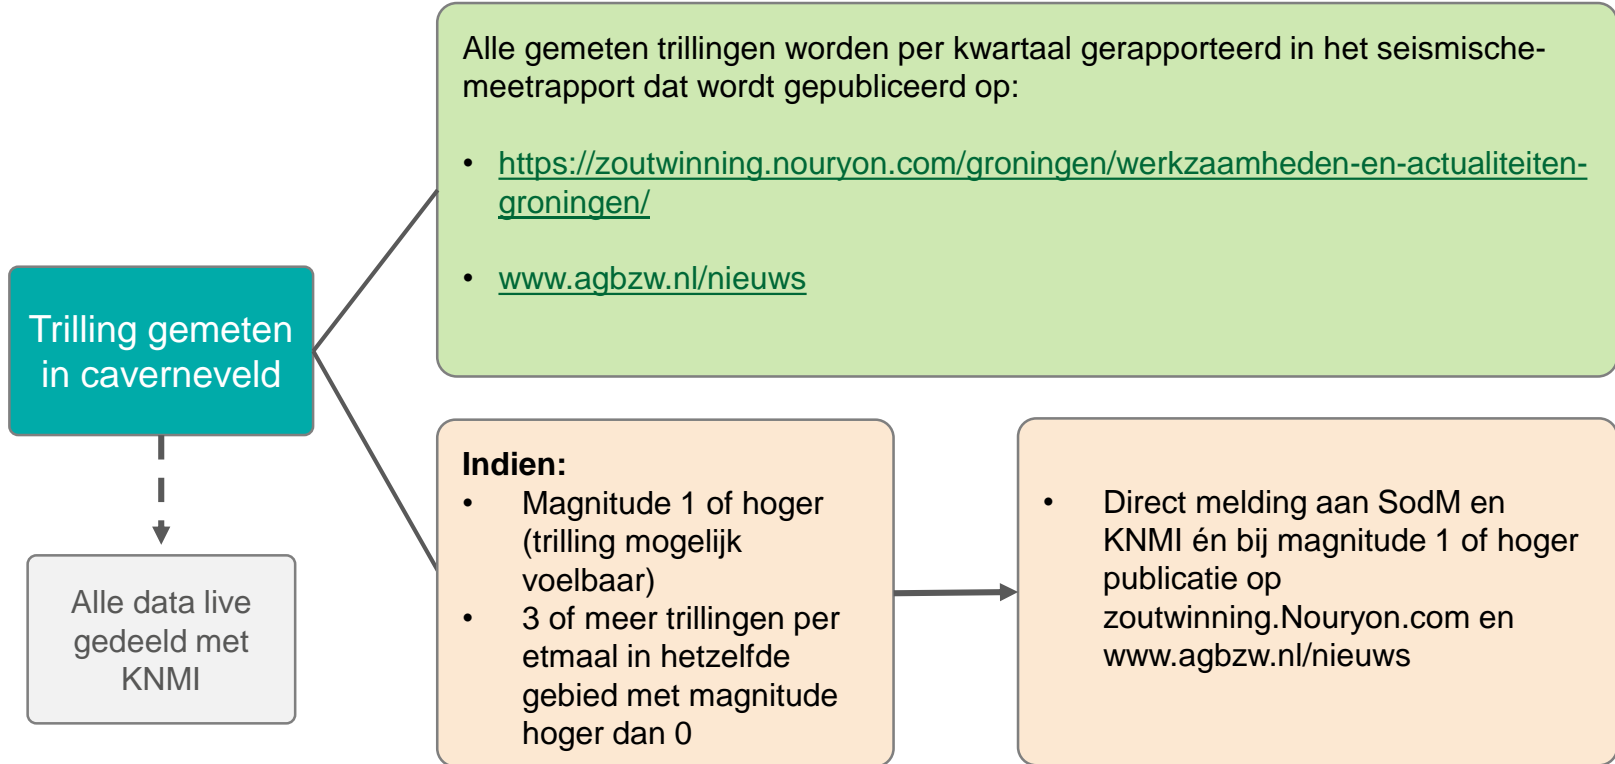 Alle gemeten trillingen worden per kwartaal gerapporteerd in het seismische-
meetrapport dat wordt gepubliceerd op:
• https://zoutwinning.nouryon.com/groningen/werkzaamheden-en-actualiteiten-
groningen/
• www.agbzw.nl/nieuws
Trilling gemeten
in caverneveld
Alle data live
gedeeld met
KNMI
Indien:
• Magnitude 1 of hoger
(trilling mogelijk
voelbaar)
• 3 of meer trillingen per
etmaal in hetzelfde
gebied met magnitude
hoger dan 0
• Direct melding aan SodM en
KNMI én bij magnitude 1 of hoger
publicatie op
zoutwinning.Nouryon.com en
www.agbzw.nl/nieuws